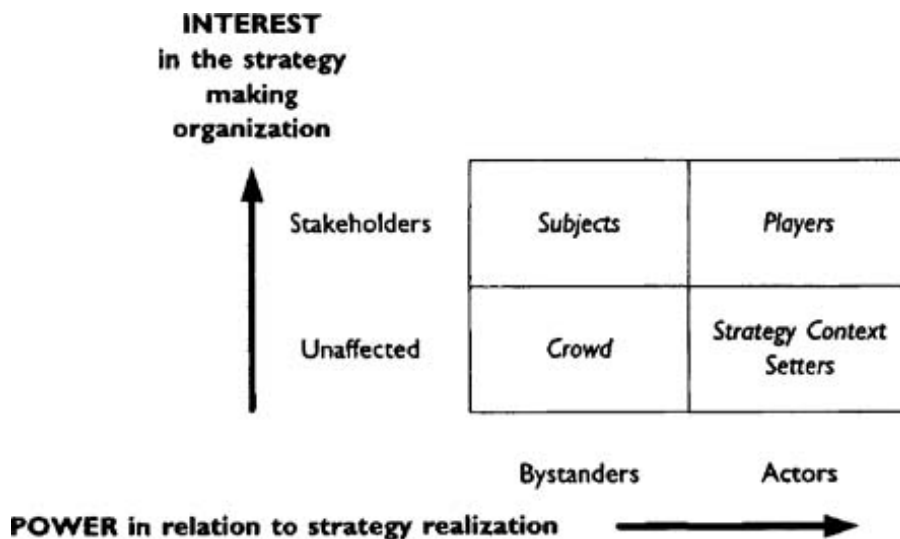 INTEREST
in the strategy
making
organization
Stakeholders
Subjects
Players
Unaffected
Crowd
Strategy Context
Setters
Bystanders
Actors
POWER in relation to strategy realization